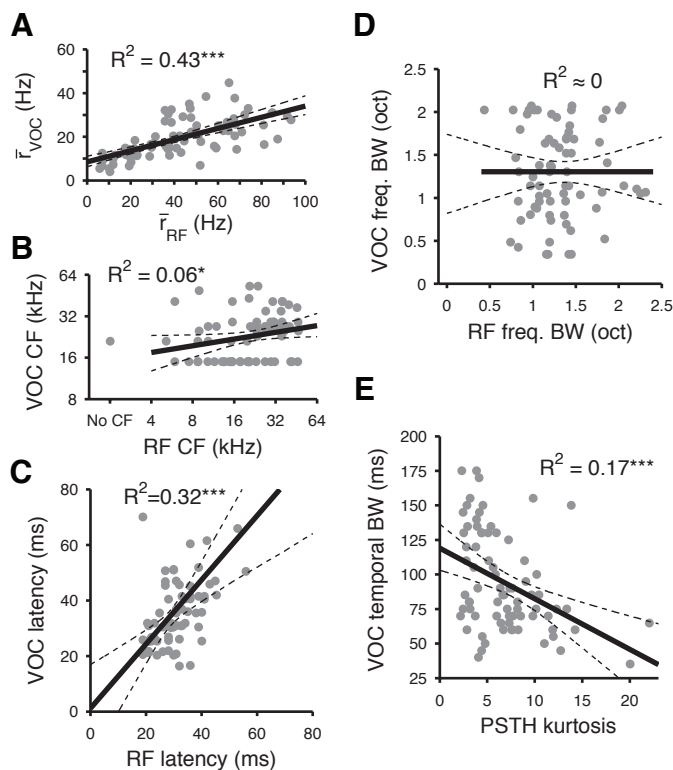 A
R² = 0.43***
60
40
20
0
r̄VOC (Hz)
0 20 40 60 80 100
r̄RF (Hz)
B
R² = 0.06*
64
32
16
8
VOC CF (kHz)
No CF 4 8 16 32 64
RF CF (kHz)
C
R²=0.32***
80
60
40
20
0
VOC latency (ms)
0 20 40 60 80
RF latency (ms)
D
R² ≈ 0
2.5
2
1.5
1
0.5
0
VOC freq. BW (oct)
0 0.5 1 1.5 2 2.5
RF freq. BW (oct)
E
R² = 0.17***
200
175
150
125
100
75
50
25
VOC temporal BW (ms)
0 5 10 15 20
PSTH kurtosis